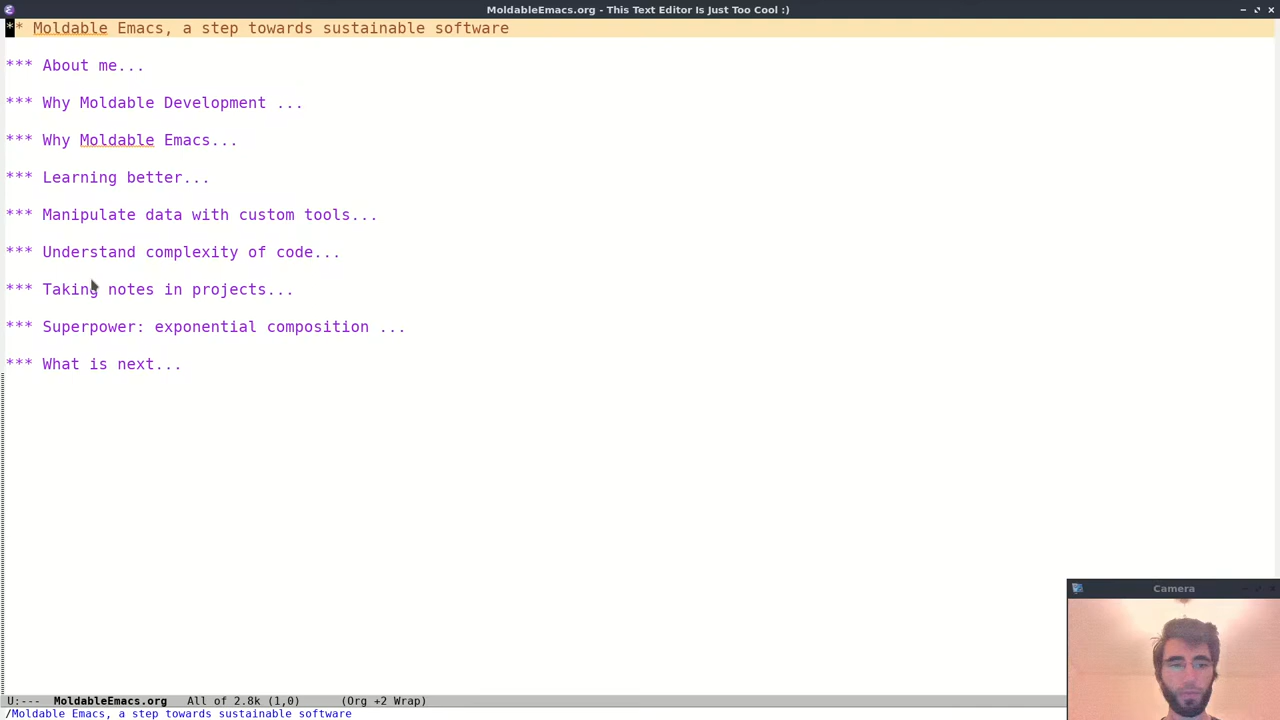 MoldableEmacs.org - This Text Editor Is Just Too Cool :)
** Moldable Emacs, a step towards sustainable software
*** About me...
*** Why Moldable Development ...
*** Why Moldable Emacs...
*** Learning better...
*** Manipulate data with custom tools...
*** Understand complexity of code...
*** Taking notes in projects...
*** Superpower: exponential composition ...
*** What is next...
Camera
U:--- MoldableEmacs.org All of 2.8k (1,0) (Org +2 Wrap)
/Moldable Emacs, a step towards sustainable software